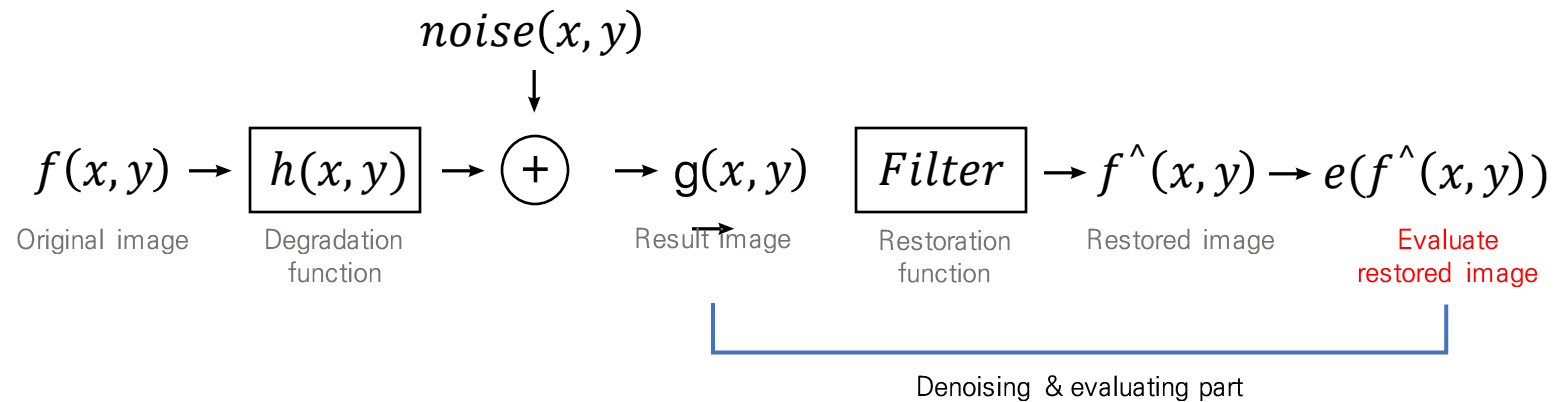 noise(x, y)
f(x, y) → h(x, y) → + → g(x, y) Filter → f^(x, y) → e(f^(x, y))
Original image Degradation function Result image Restoration function Restored image Evaluate restored image
Denoising & evaluating part